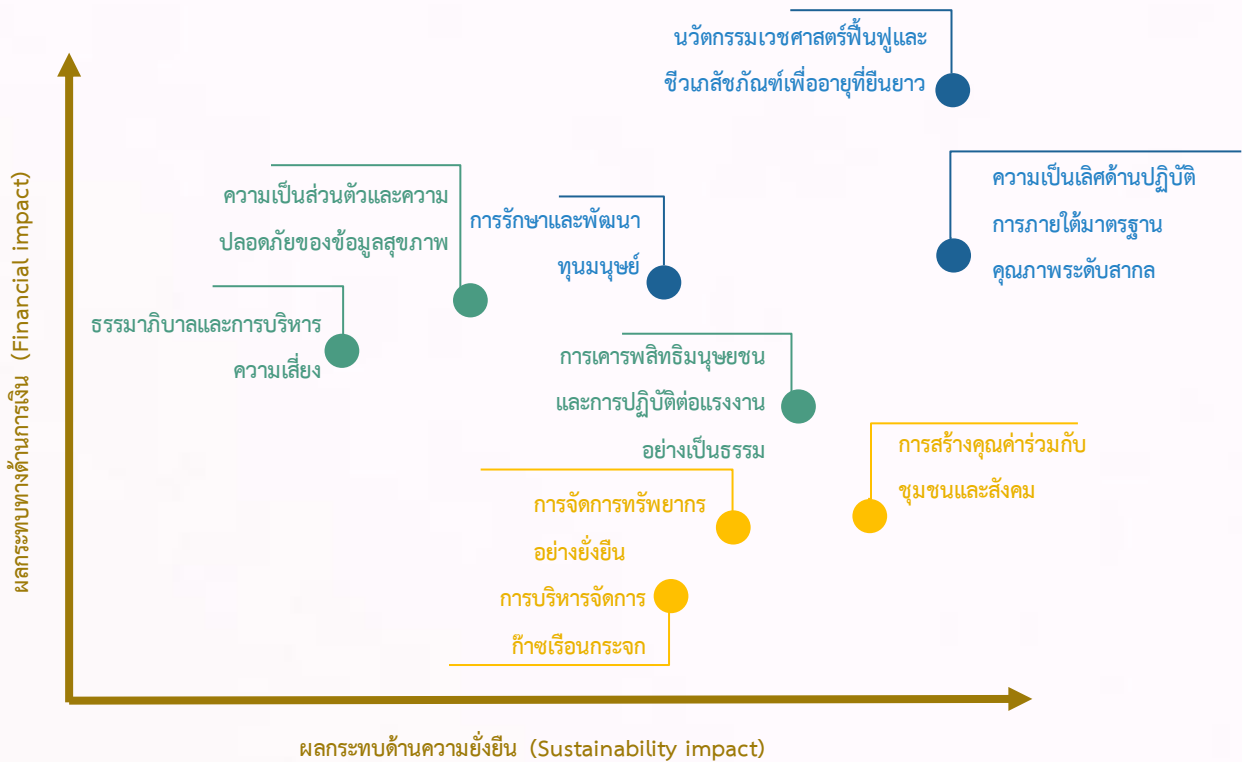 นวัตกรรมเวชศาสตร์ฟื้นฟูและ
ชีวเภสัชภัณฑ์เพื่ออายุที่ยืนยาว
ความเป็นเลิศด้านปฏิบัติ
การภายใต้มาตรฐาน
คุณภาพระดับสากล
ความเป็นส่วนตัวและความ
ปลอดภัยของข้อมูลสุขภาพ
การรักษาและพัฒนา
ทุนมนุษย์
ธรรมาภิบาลและการบริหาร
ความเสี่ยง
การเคารพสิทธิมนุษยชน
และการปฏิบัติต่อแรงงาน
อย่างเป็นธรรม
การสร้างคุณค่าร่วมกับ
ชุมชนและสังคม
การจัดการทรัพยากร
อย่างยั่งยืน
การบริหารจัดการ
ก๊าซเรือนกระจก
ผลกระทบทางด้านการเงิน (Financial impact)
ผลกระทบด้านความยั่งยืน (Sustainability impact)